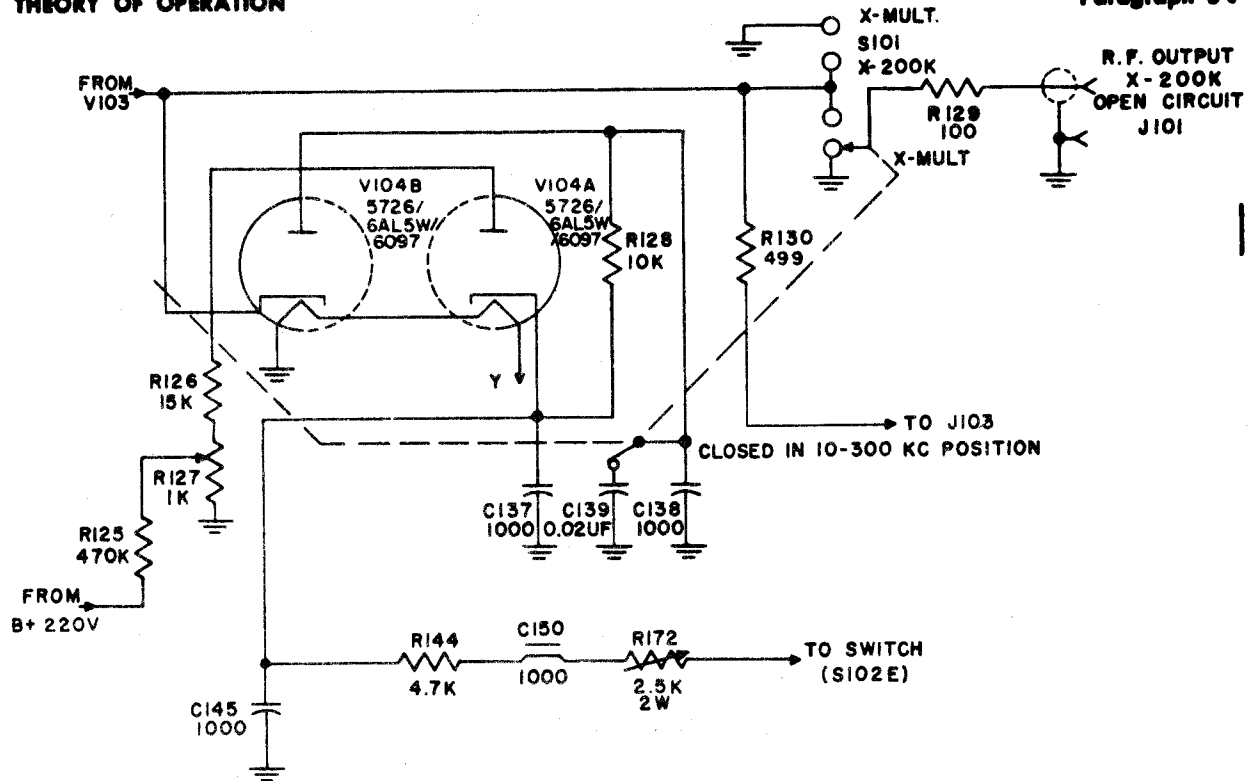 THEORY OF OPERATION
X-MULT.
S101
X-200K
R.F. OUTPUT
X-200K
OPEN CIRCUIT
J101
FROM
V103
R129
100
X-MULT
V104B
5726/
6AL5W/
6097
V104A
5726/
6AL5W
/6097
R128
10K
R130
499
R126
15K
Y
TO J103
CLOSED IN 10-300 KC POSITION
R127
1K
C137
1000
C139
0.02UF
C138
1000
R125
470K
FROM
B+ 220V
R144
4.7K
C150
1000
R172
2.5K
2W
TO SWITCH
(S102E)
C145
1000